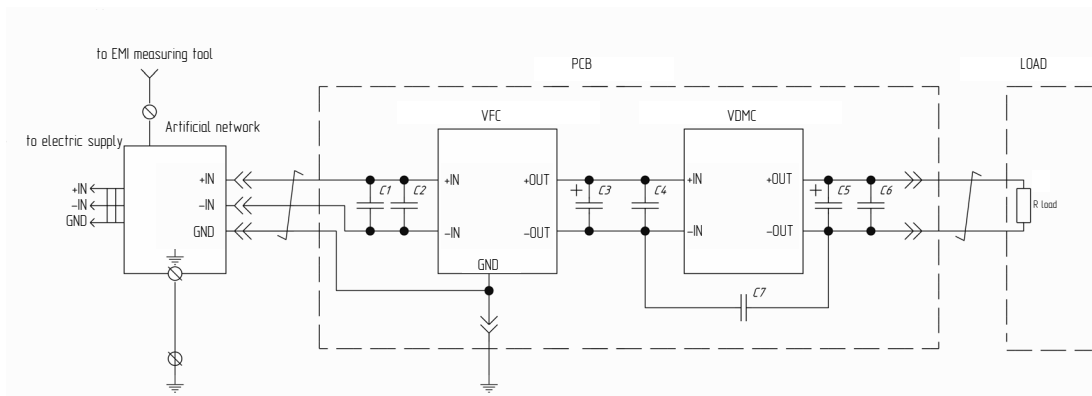 PCB
LOAD
to EMI measuring tool
VFC
VDMC
Artificial network
to electric supply
+IN
+IN
C1
C2
+IN
+OUT
+
C3
C4
+IN
+OUT
+
C5
C6
-IN
-IN
R load
GND
GND
-IN
-OUT
-IN
-OUT
GND
C7